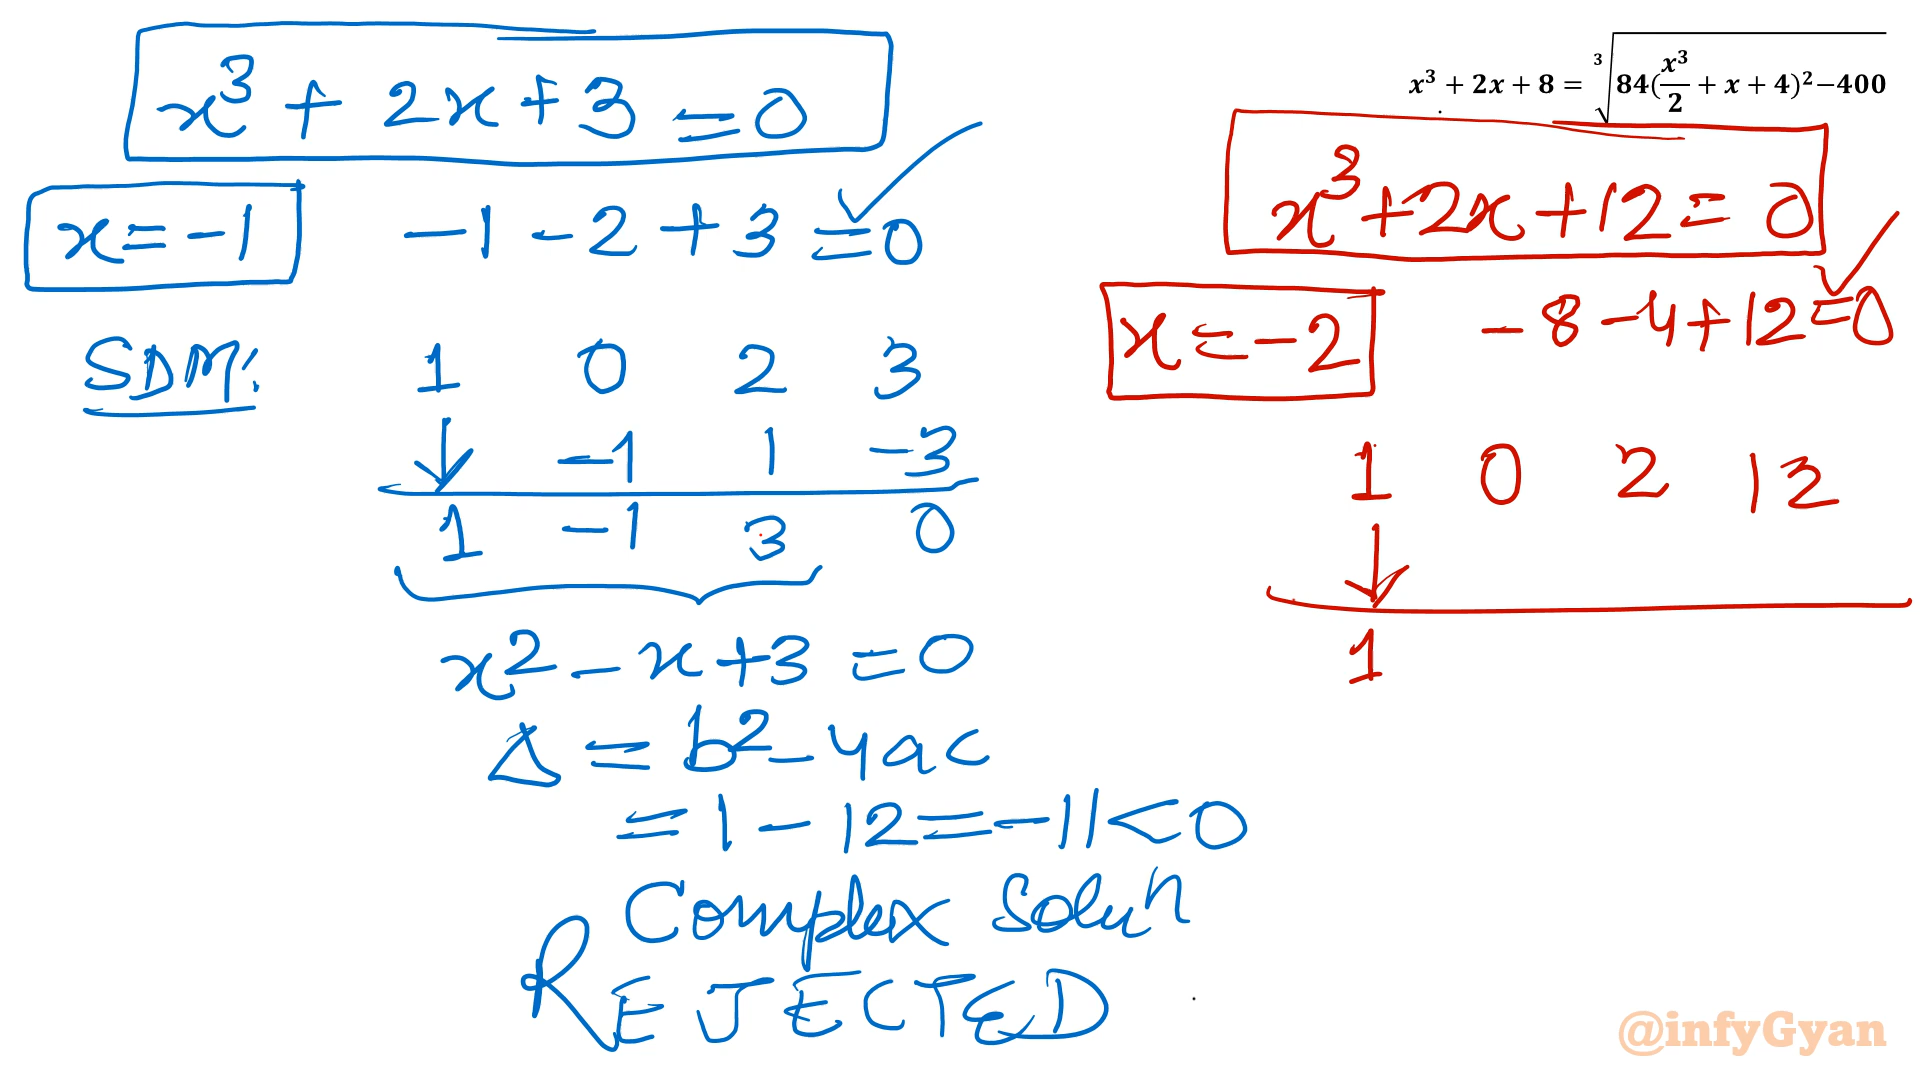 x³ + 2x + 3 = 0
x = -1
-1 - 2 + 3 = 0
SDM:
1 0 2 3
↓ -1 1 -3
1 -1 3 0
x² - x + 3 = 0
Δ = b² - 4ac
= 1 - 12 = -11 < 0
Complex Soluⁿ
REJECTED
x³ + 2x + 8 = ∛(84(x³/2 + x + 4)²-400)
x³ + 2x + 12 = 0
x = -2
-8 - 4 + 12 = 0
1 0 2 12
↓
1
@infyGyan